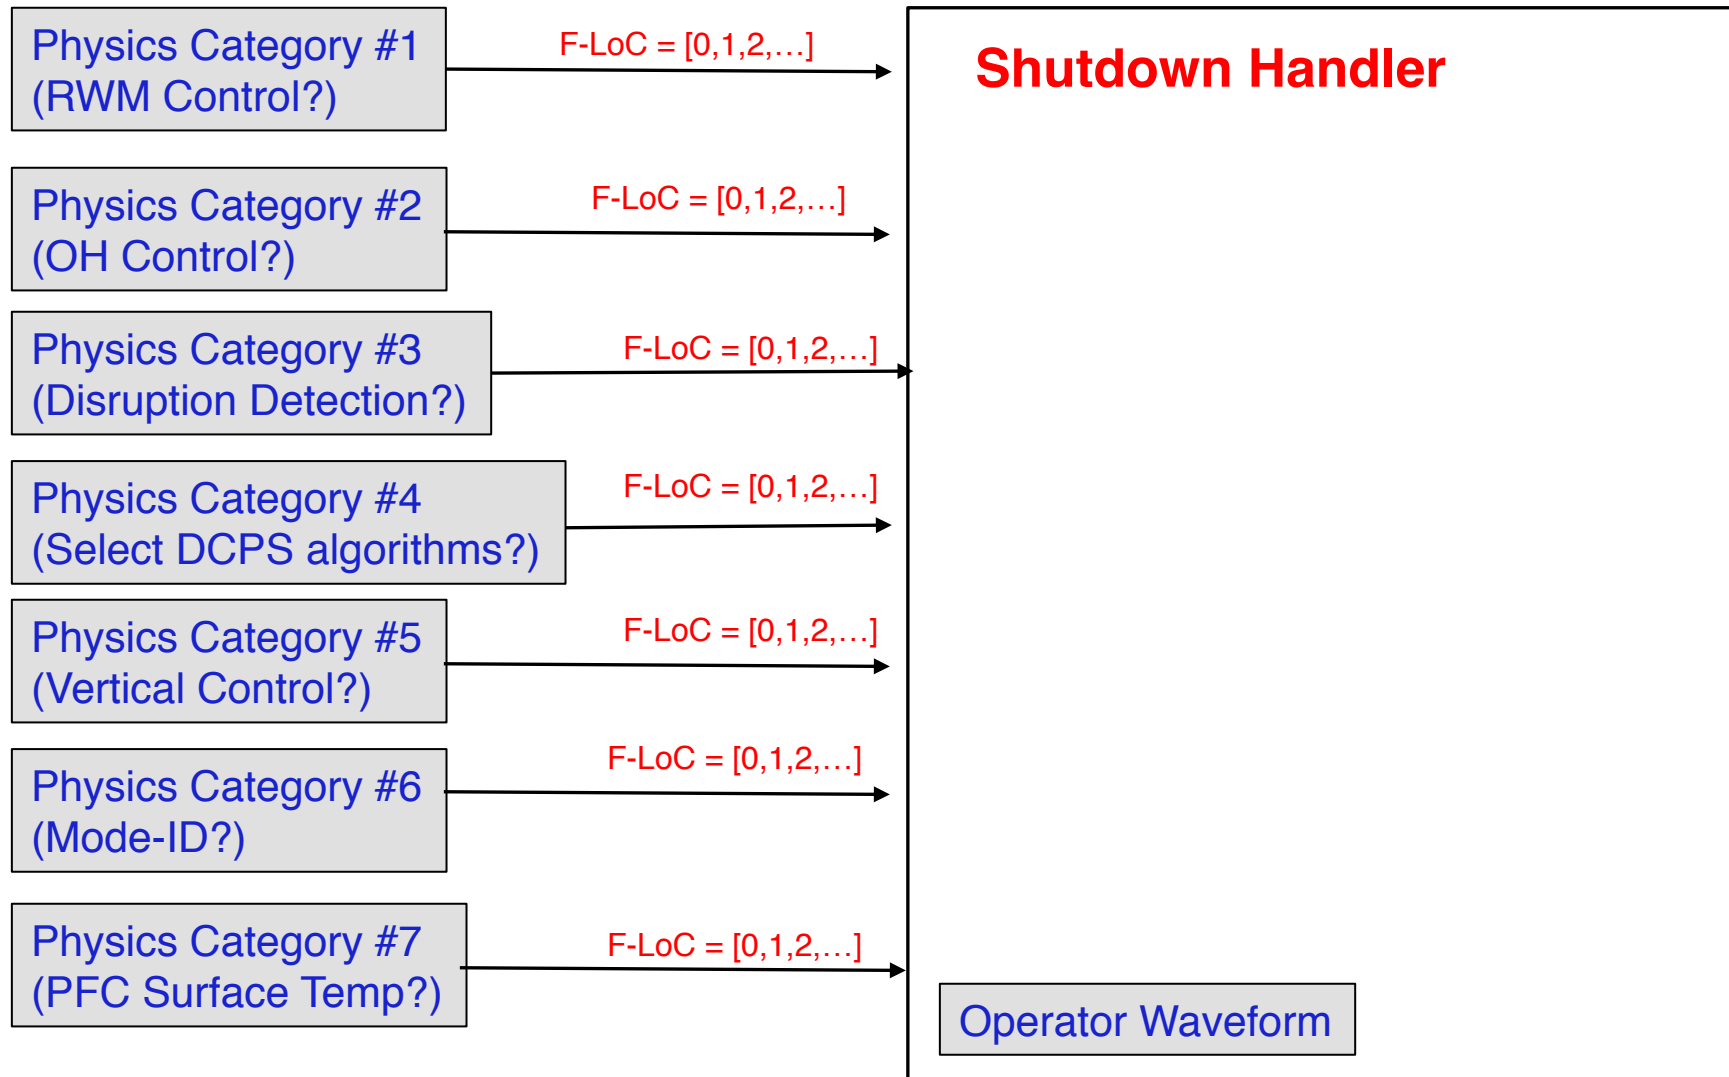 Physics Category #1
(RWM Control?)
F-LoC = [0,1,2,…]
Shutdown Handler
Physics Category #2
(OH Control?)
F-LoC = [0,1,2,…]
Physics Category #3
(Disruption Detection?)
F-LoC = [0,1,2,…]
Physics Category #4
(Select DCPS algorithms?)
F-LoC = [0,1,2,…]
Physics Category #5
(Vertical Control?)
F-LoC = [0,1,2,…]
Physics Category #6
(Mode-ID?)
F-LoC = [0,1,2,…]
Physics Category #7
(PFC Surface Temp?)
F-LoC = [0,1,2,…]
Operator Waveform